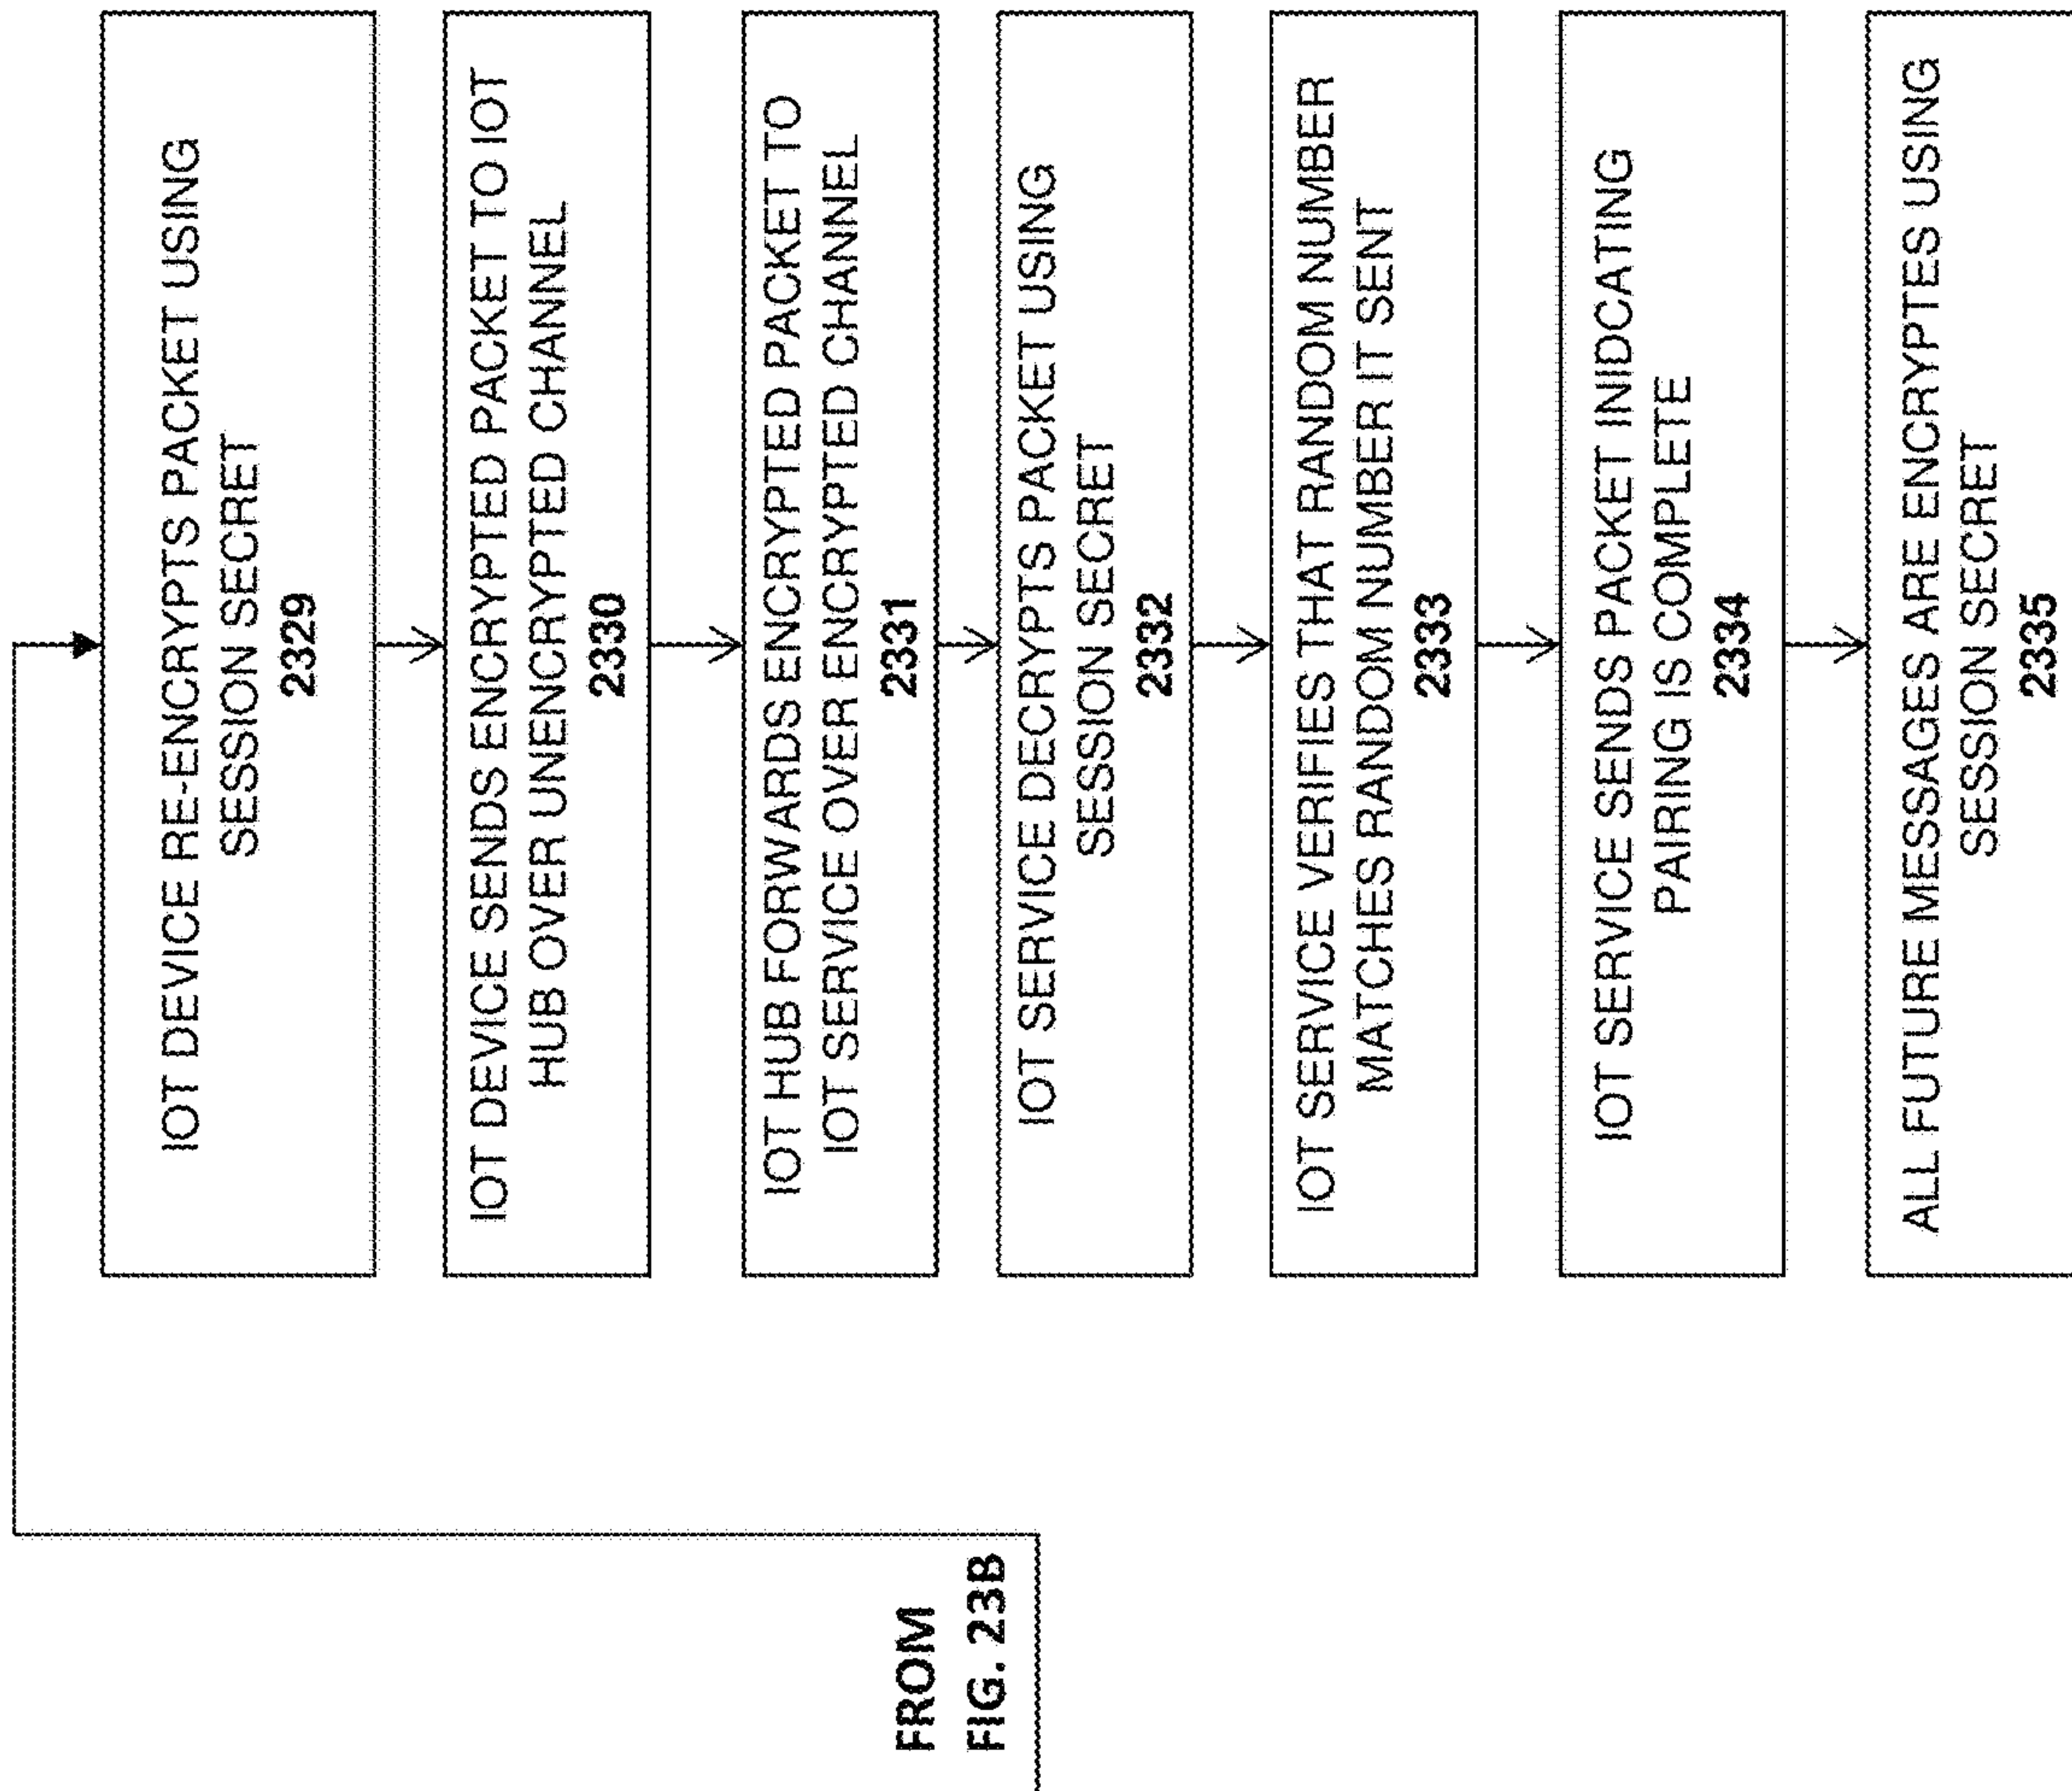 FROM
FIG. 23B
IOT DEVICE RE-ENCRYPTS PACKET USING
SESSION SECRET
2329
IOT DEVICE SENDS ENCRYPTED PACKET TO IOT
HUB OVER UNENCRYPTED CHANNEL
2330
IOT HUB FORWARDS ENCRYPTED PACKET TO
IOT SERVICE OVER ENCRYPTED CHANNEL
2331
IOT SERVICE DECRYPTS PACKET USING
SESSION SECRET
2332
IOT SERVICE VERIFIES THAT RANDOM NUMBER
MATCHES RANDOM NUMBER IT SENT
2333
IOT SERVICE SENDS PACKET INIDCATING
PAIRING IS COMPLETE
2334
ALL FUTURE MESSAGES ARE ENCRYPTES USING
SESSION SECRET
2335